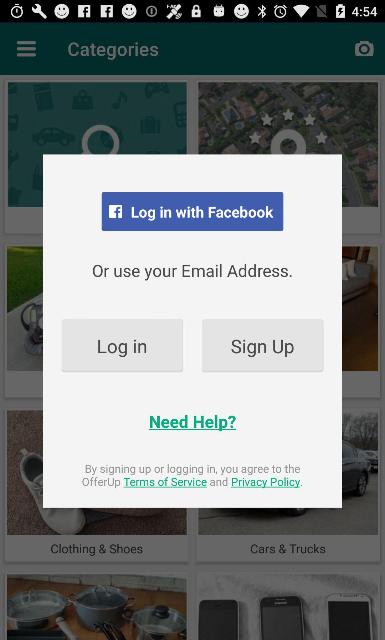 4:54
Categories
Log in with Facebook
Or use your Email Address.
Log in
Sign Up
Need Help?
By signing up or logging in, you agree to the
OfferUp Terms of Service and Privacy Policy.
Clothing & Shoes
Cars & Trucks